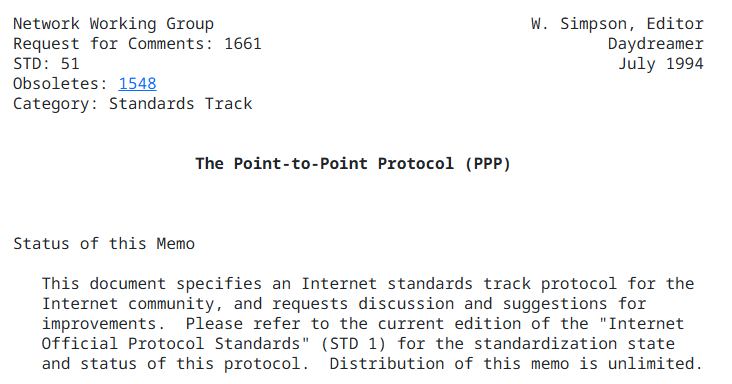 Network Working Group                                 W. Simpson, Editor
Request for Comments: 1661                                    Daydreamer
STD: 51                                                        July 1994
Obsoletes: 1548
Category: Standards Track
The Point-to-Point Protocol (PPP)
Status of this Memo
This document specifies an Internet standards track protocol for the
Internet community, and requests discussion and suggestions for
improvements.  Please refer to the current edition of the "Internet
Official Protocol Standards" (STD 1) for the standardization state
and status of this protocol.  Distribution of this memo is unlimited.